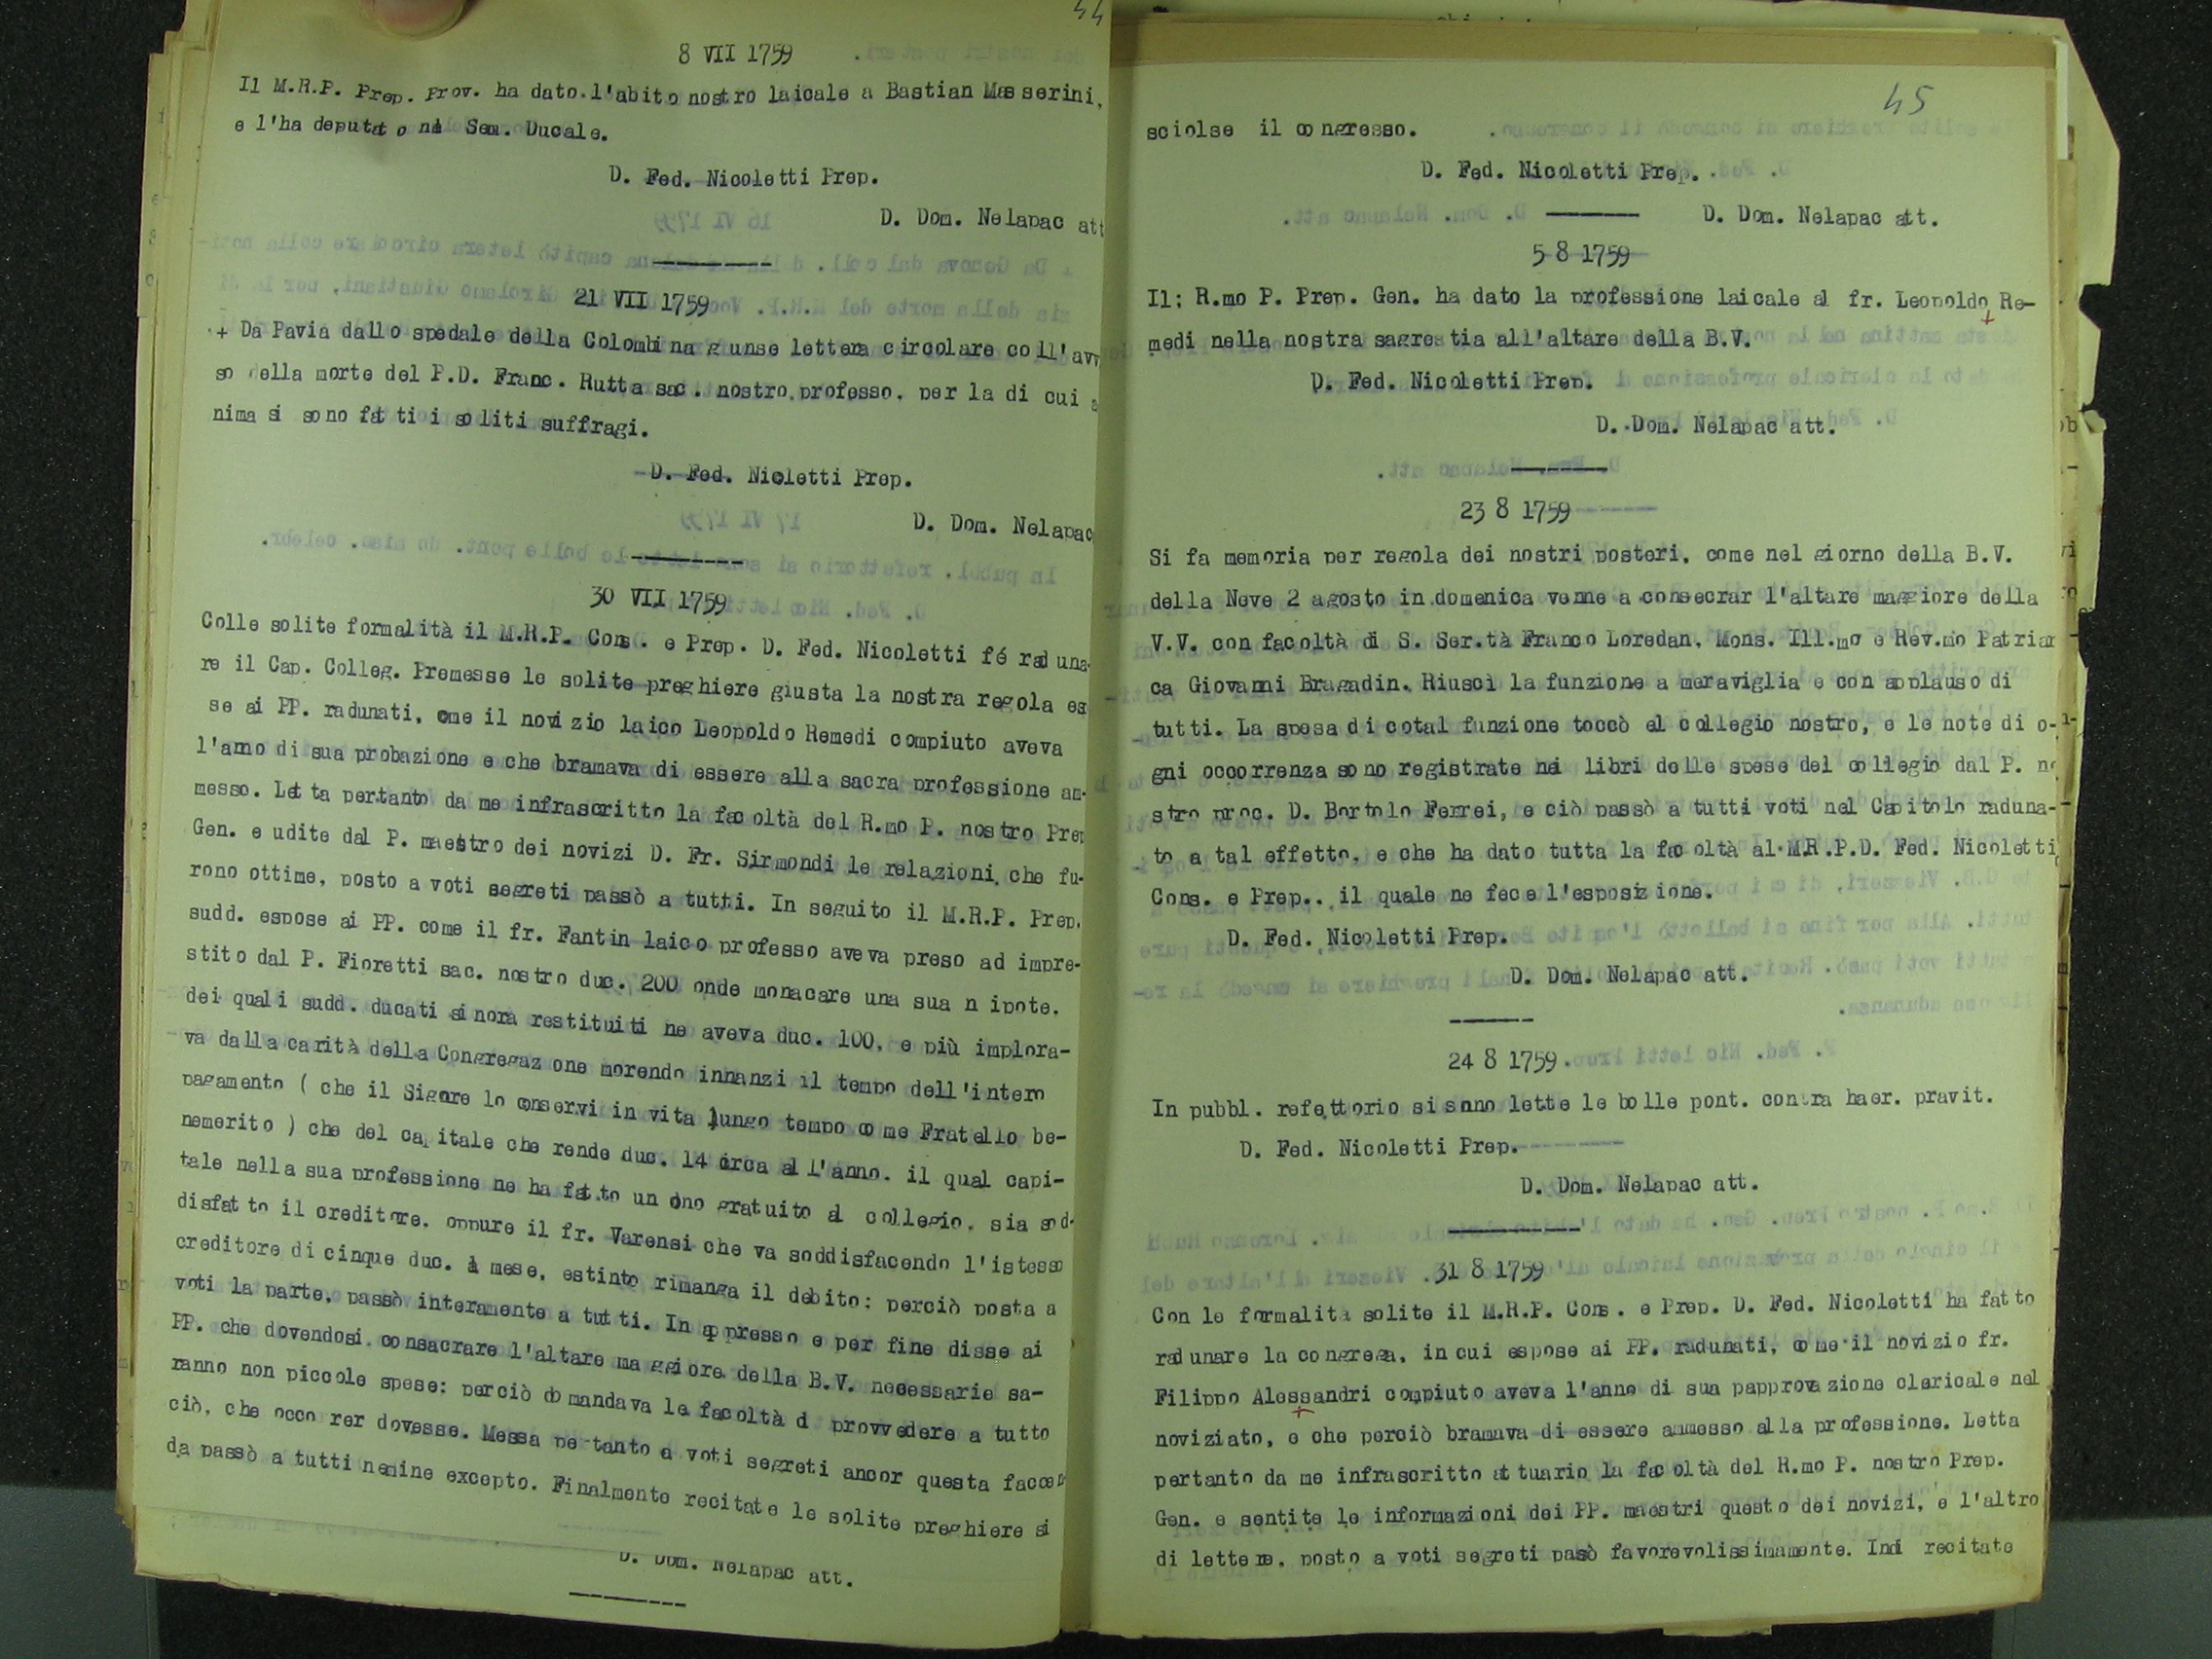 44
8 VII 1759
Il M.R.P. Prep. Prov. ha dato l'abito nostro laicale a Bastian Masserini,
e l'ha deputato nel Sem. Ducale.
D. Fed. Nicoletti Prep.
D. Dom. Nelapac att
21 VII 1759
+ Da Pavia dallo spedale della Colombina giunse lettera circolare coll'avvi
so della morte del P.D. Franc. Rutta sac. nostro professo, per la di cui a
nima si sono fatti i soliti suffragi.
D. Fed. Nicletti Prep.
D. Dom. Nelapac
30 VII 1759
Colle solite formalità il M.R.P. Cons. e Prep. D. Fed. Nicoletti fé raduna-
re il Cap. Colleg. Premesse le solite preghiere giusta la nostra regola es
se ai PP. radunati, ome il novizio laico Leopoldo Remedi compiuto aveva
l'anno di sua probazione e che bramava di essere alla sacra professione am-
messo. Letta pertanto da me infrascritto la facoltà del R.mo P. nostro Prep
Gen. e udite dal P. maestro dei novizi D. Fr. Sirmondi le relazioni, che fu-
rono ottime, posto a voti segreti passò a tutti. In seguito il M.R.P. Prep.
sudd. espose ai PP. come il fr. Fantin laico professo aveva preso ad impre-
stito dal P. Fioretti sac. nostro duc. 200 onde monacare una sua nipote,
dei quali sudd. ducati sinora restituiti ne aveva duc. 100, e più implora-
va dalla carità della Congregazone morendo innanzi il tempo dell'intero
pagamento ( che il Signore lo conservi in vita lungo tempo come Fratello be-
nemerito ) che del capitale che rende duc. 14 circa all'anno, il qual capi-
tale nella sua professione ne ha fatto un dno gratuito al collegio, sia sod-
disfatto il creditore, oppure il fr. Varensi che va soddisfacendo l'istesso
creditore di cinque duc. al mese, estinto rimanga il debito; perciò posta a
voti la parte, passò interamente a tutti. In appresso e per fine disse ai
PP. che dovendosi consacrare l'altare maggiore della B.V. necessarie sa-
ranno non piccole spese; perciò domandava la facoltà d provvedere a tutto
ciò, che occorrer dovesse. Messa pertanto a voti segreti ancor questa faccen
da passò a tutti nemine excepto. Finalmente recitate le solite preghiere si
D. Dom. Nelapac att.
45
sciolse il congresso.
D. Fed. Nicoletti Prep.
D. Dom. Nelapac att.
5 8 1759
Il; R.mo P. Prep. Gen. ha dato la professione laicale al fr. Leopoldo Re-
medi nella nostra sagrestia all'altare della B.V.
D. Fed. Nicoletti Prep.
D. Dom. Nelapac att.
23 8 1759
Si fa memoria per regola dei nostri posteri, come nel giorno della B.V.
della Neve 2 agosto in domenica venne a consecrar l'altare maggiore della
V.V. con facoltà di S. Ser.tà Franco Loredan, Mons. Ill.mo e Rev.mo Patriar
ca Giovanni Bragadin. Riuscì la funzione a meraviglia e con applauso di
tutti. La spesa di cotal funzione toccò el collegio nostro, e le note di o-
gni occorrenza sono registrate nei libri delle spese del collegio dal P. no
stro proc. D. Bortolo Ferrei, e ciò passò a tutti voti nel Capitolo raduna-
to a tal effetto, e che ha dato tutta la facoltà al M.R.P.D. Fed. Nicoletti
Cons. e Prep., il quale ne fece l'esposizione.
D. Fed. Nicoletti Prep.
D. Dom. Nelapac att.
24 8 1759
In pubbl. refettorio si sono lette le bolle pont. contra haer. pravit.
D. Fed. Nicoletti Prep.
D. Dom. Nelapac att.
31 8 1759
Con le formalità solite il M.R.P. Cons. e Prep. D. Fed. Nicoletti ha fatto
radunare la congrega, in cui espose ai PP. radunati, come il novizio fr.
Filippo Alessandri compiuto aveva l'anno di sua papprovazione clericale nel
noviziato, e che perciò bramava di essere ammesso alla professione. Letta
pertanto da me infrascritto attuario la facoltà del R.mo P. nostro Prep.
Gen. e sentite le informazioni dei PP. maestri questo dei novizi, e l'altro
di lettere, posto a voti segreti passò favorevolissimamente. Indi recitate